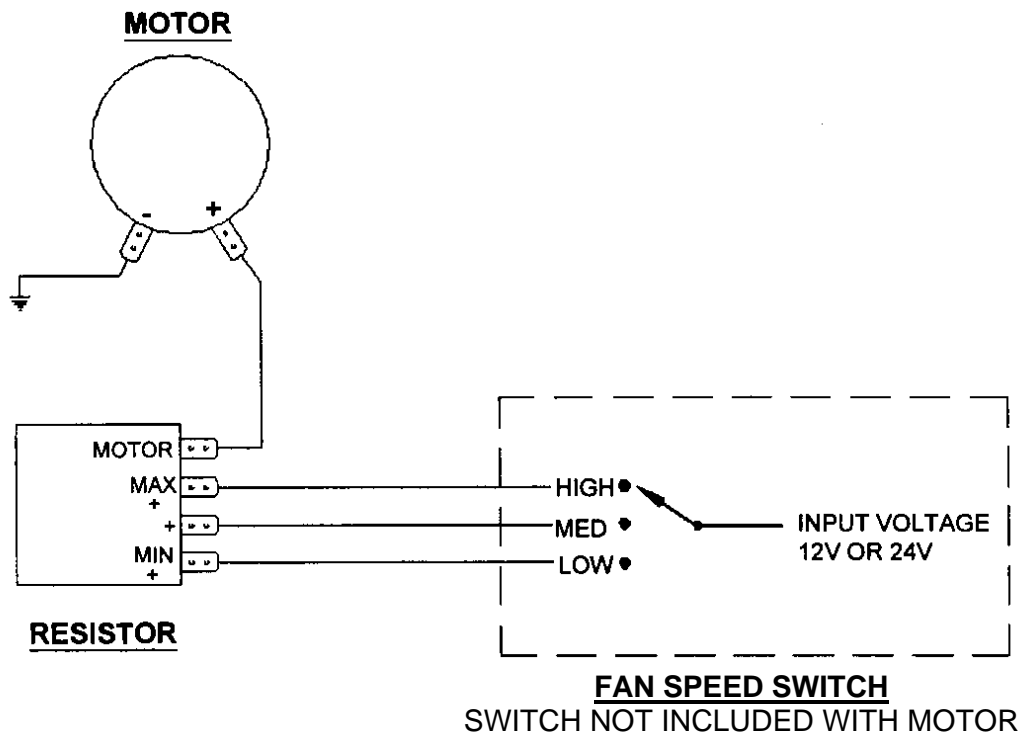 MOTOR
- +
MOTOR
MAX
+
+
MIN
+
RESISTOR
HIGH
MED
LOW
INPUT VOLTAGE
12V OR 24V
FAN SPEED SWITCH
SWITCH NOT INCLUDED WITH MOTOR